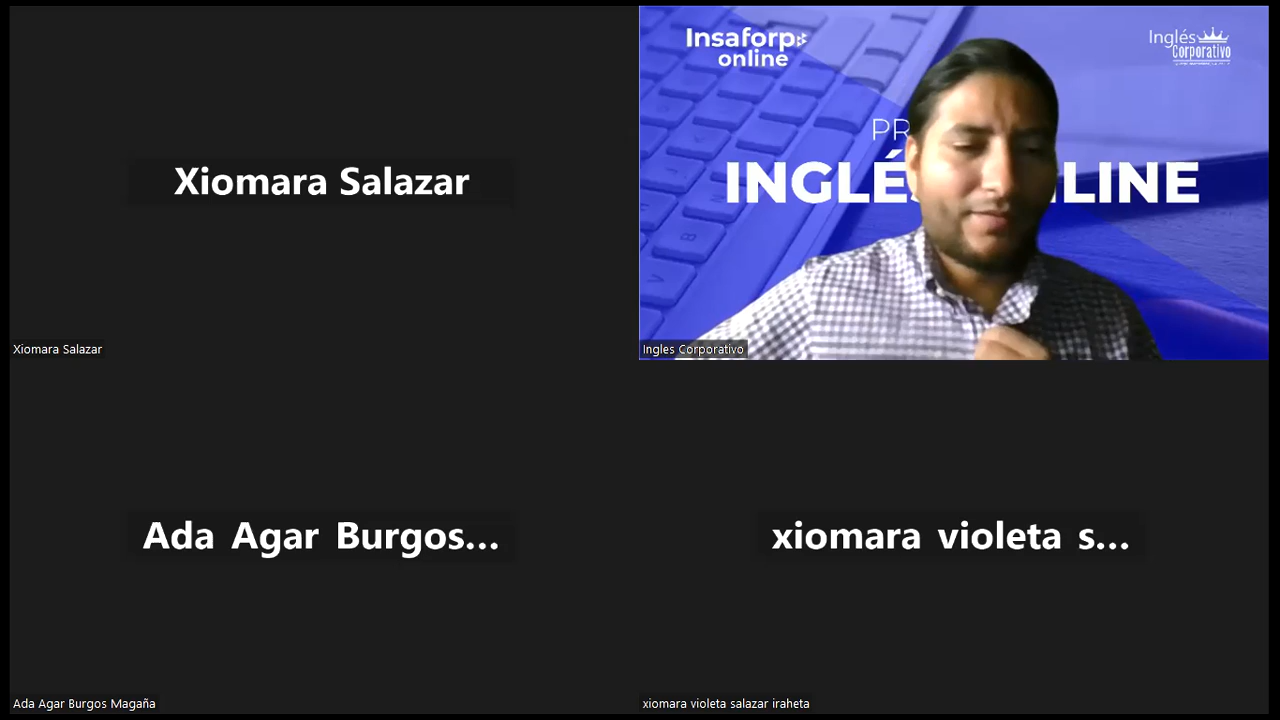 Xiomara Salazar
Xiomara Salazar
Insaforp
online
Inglés
Corporativo
PR
INGLÉS LINE
Ingles Corporativo
Ada Agar Burgos...
xiomara violeta s...
Ada Agar Burgos Magaña
xiomara violeta salazar iraheta